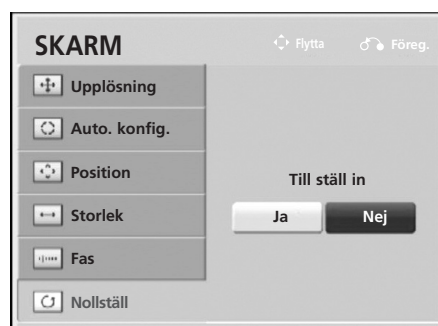 SKARM
Flytta
Föreg.
Upplösning
Auto. konfig.
Position
Storlek
Fas
Nollställ
Till ställ in
Ja
Nej